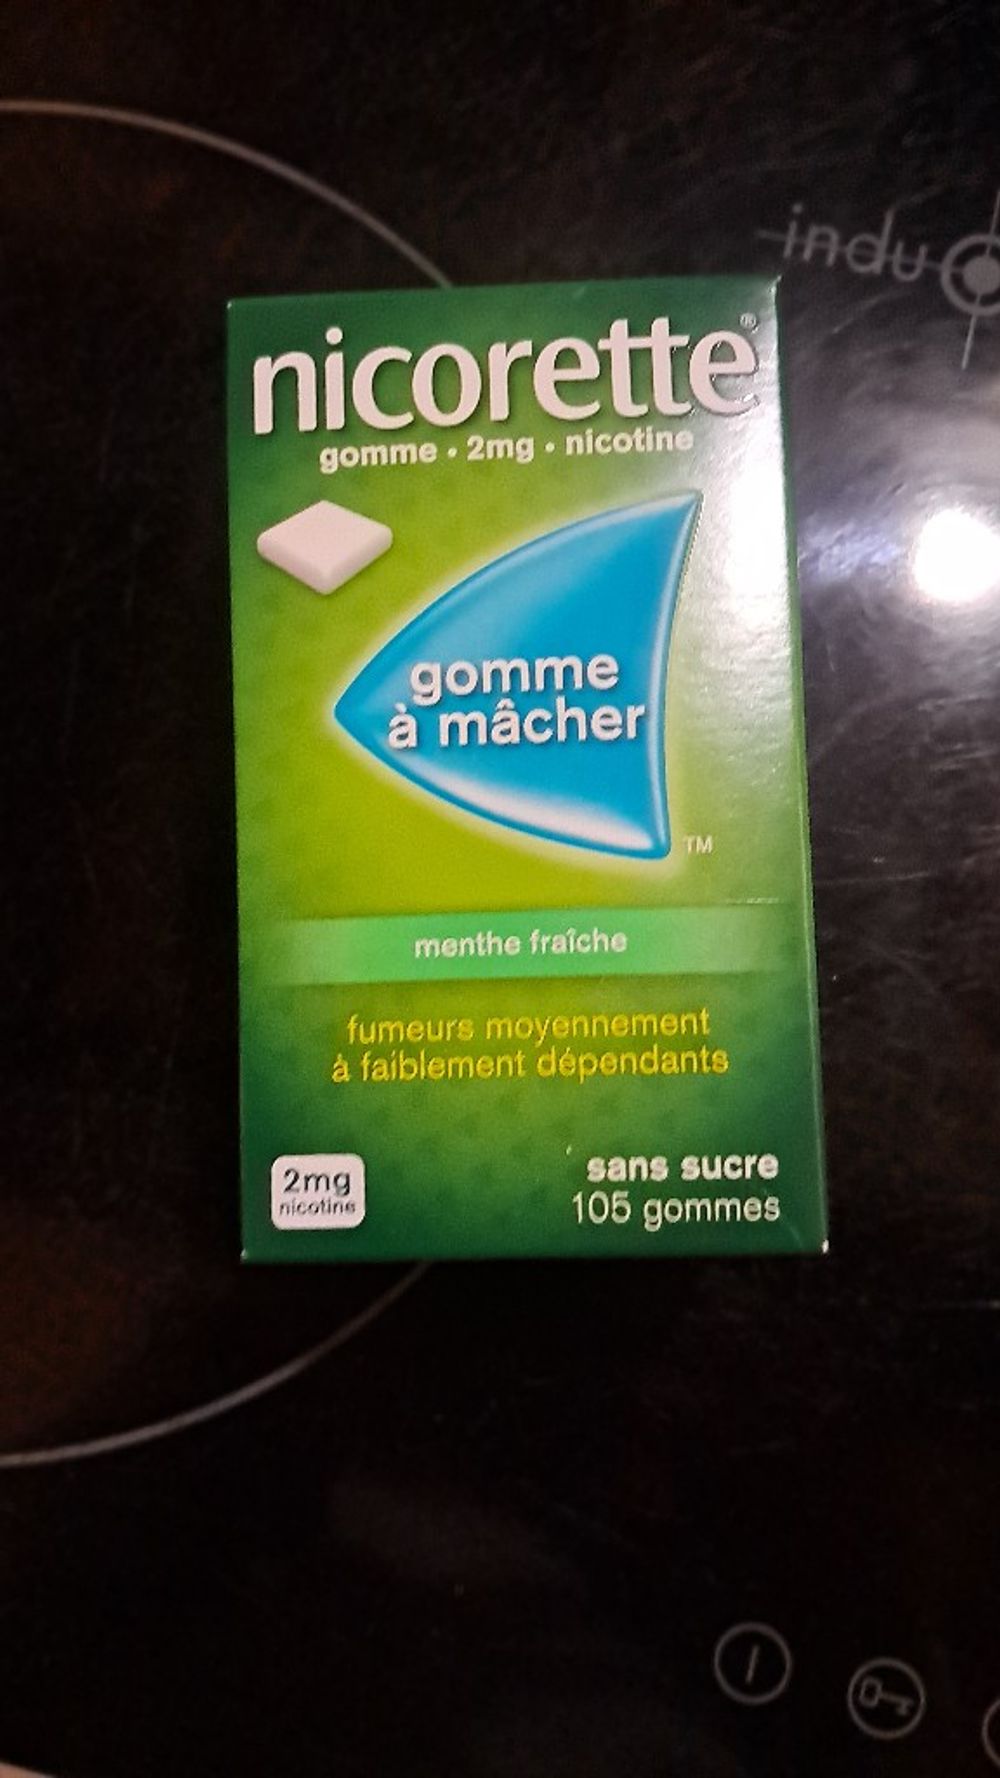 indu
nicorette®
gomme • 2mg • nicotine
gomme
à mâcher
TM
menthe fraîche
fumeurs moyennement
à faiblement dépendants
2mg
nicotine
sans sucre
105 gommes